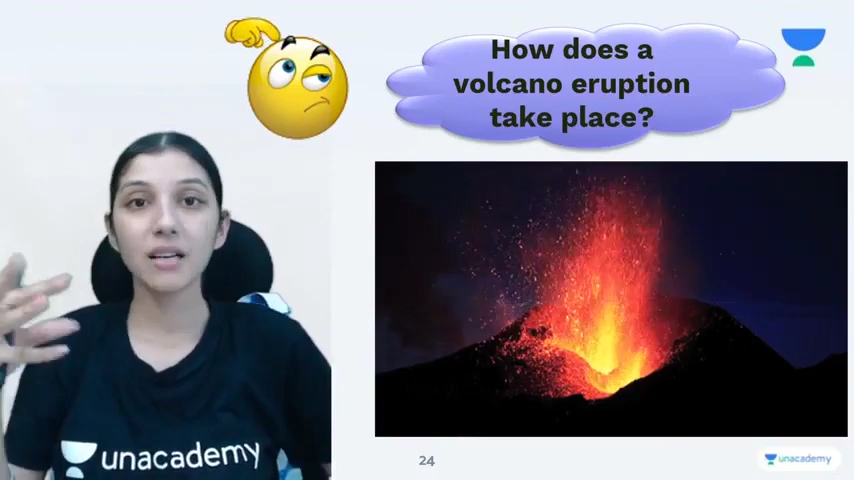 How does a
volcano eruption
take place?
unacademy
24
unacademy